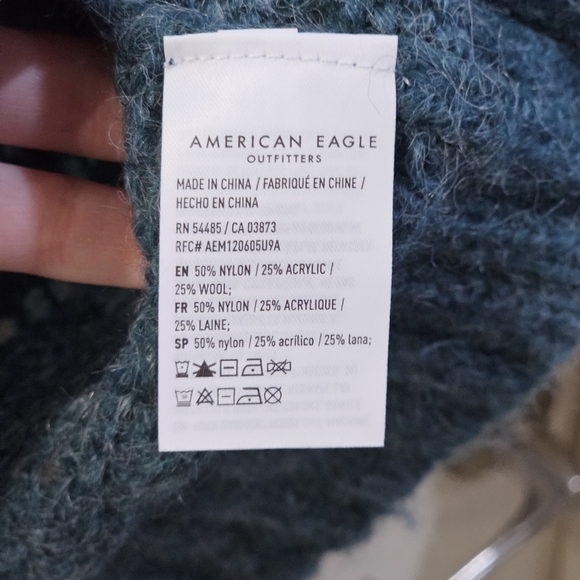 AMERICAN EAGLE
OUTFITTERS
MADE IN CHINA / FABRIQUÉ EN CHINE /
HECHO EN CHINA
RN 54485 / CA 03873
RFC# AEM120605U9A
EN 50% NYLON / 25% ACRYLIC /
25% WOOL;
FR 50% NYLON / 25% ACRYLIQUE /
25% LAINE;
SP 50% nylon / 25% acrílico / 25% lana;